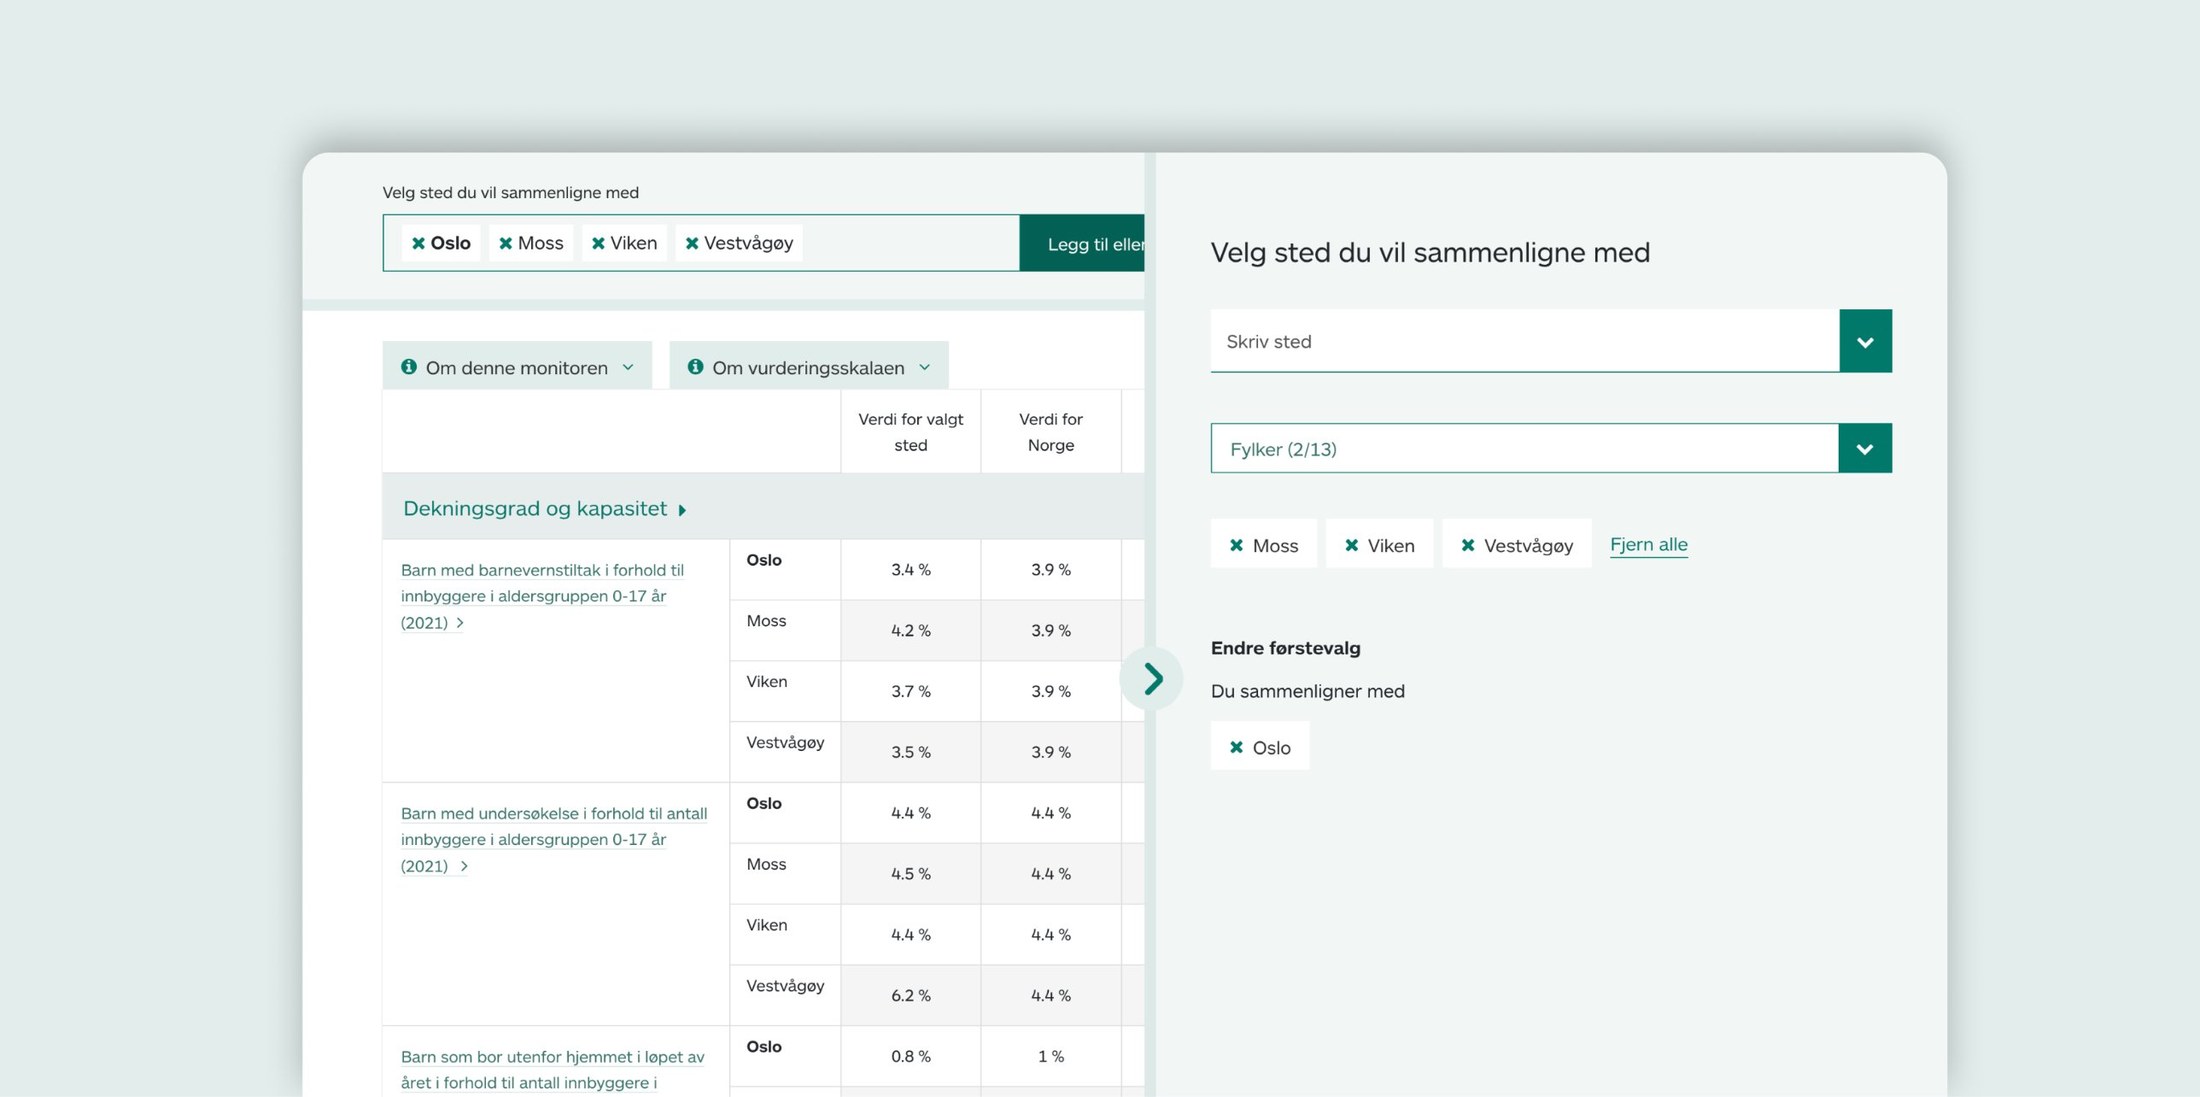 Velg sted du vil sammenligne med
Oslo Moss Viken Vestvågøy
Legg til eller
Om denne monitoren Om vurderingsskalaen
Verdi for valgt
sted
Verdi for
Norge
Dekningsgrad og kapasitet
Barn med barnevernstiltak i forhold til
innbyggere i aldersgruppen 0-17 år
(2021)
Oslo 3.4 % 3.9 %
Moss 4.2 % 3.9 %
Viken 3.7 % 3.9 %
Vestvågøy 3.5 % 3.9 %
Barn med undersøkelse i forhold til antall
innbyggere i aldersgruppen 0-17 år
(2021)
Oslo 4.4 % 4.4 %
Moss 4.5 % 4.4 %
Viken 4.4 % 4.4 %
Vestvågøy 6.2 % 4.4 %
Barn som bor utenfor hjemmet i løpet av
året i forhold til antall innbyggere i
Oslo 0.8 % 1 %
Velg sted du vil sammenligne med
Skriv sted
Fylker (2/13)
Moss Viken Vestvågøy Fjern alle
Endre førstevalg
Du sammenligner med
Oslo